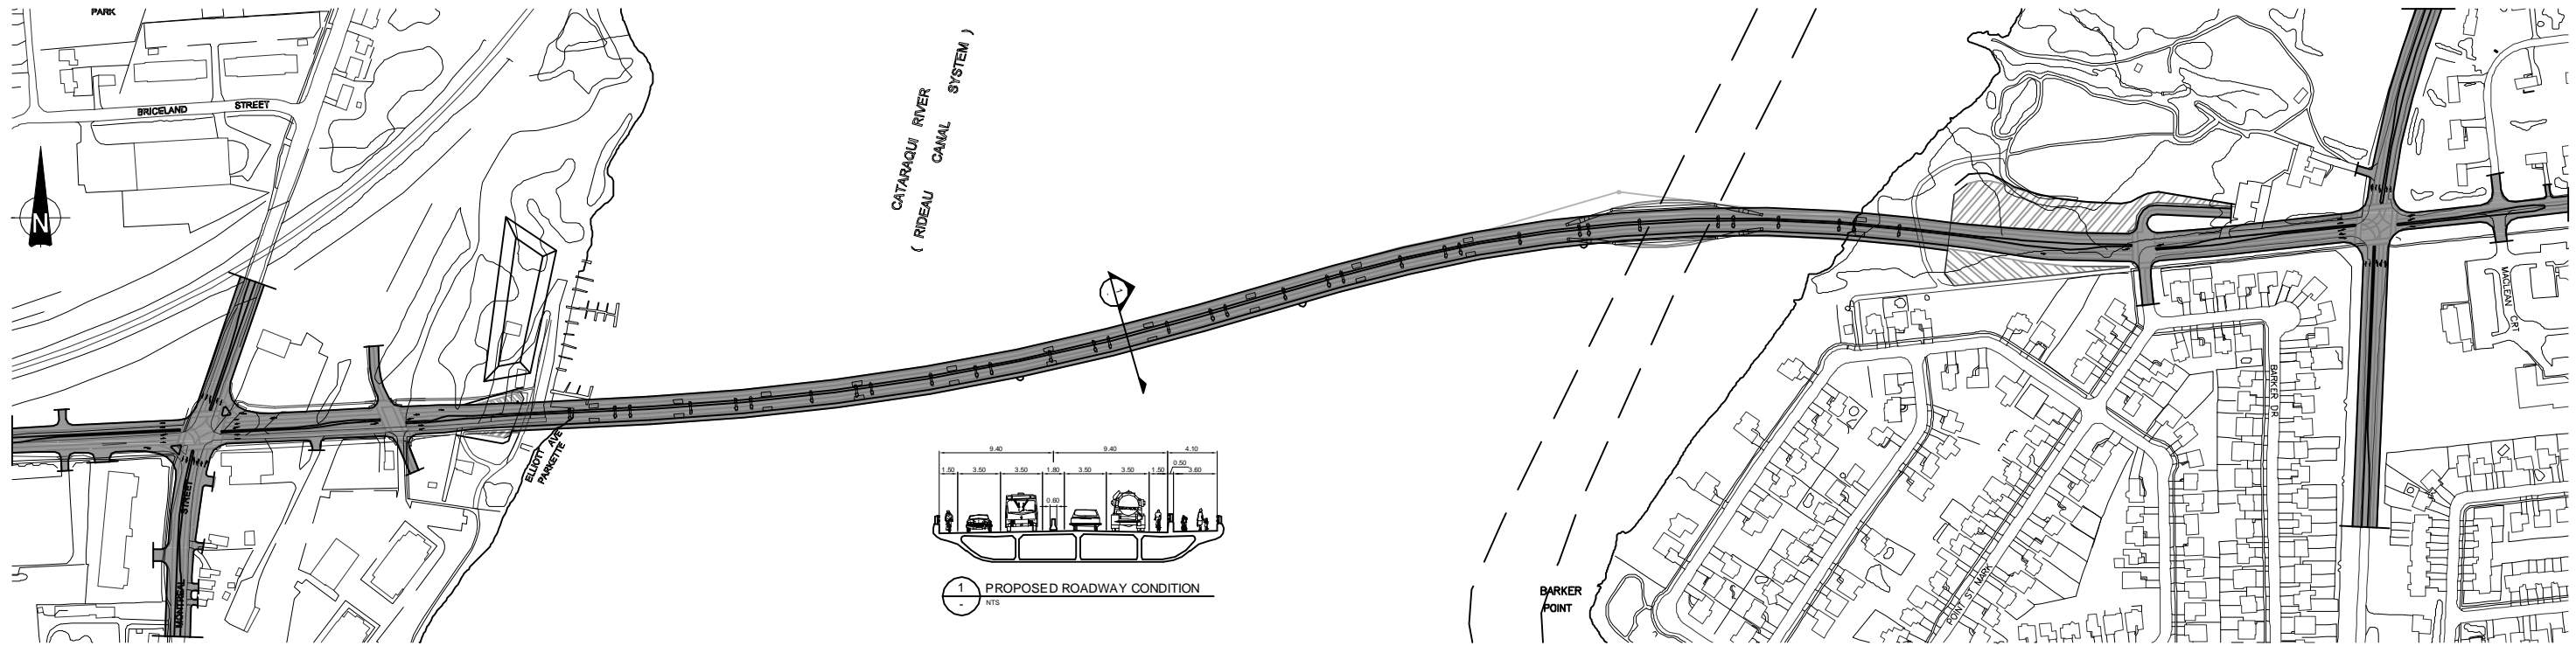 PARK
BRICELAND STREET
N
CATARAQUI RIVER
( RIDEAU CANAL SYSTEM )
1
-
ELLIOTT AVE
PARKETTE
STREET
MONTREAL
9.40 9.40 4.10
1.50 3.50 3.50 1.80 3.50 3.50 1.50 0.50 3.60
0.60
1
-
PROPOSED ROADWAY CONDITION
NTS
BARKER
POINT
POINT ST. MARK
BARKER DR
MACLEAN CRT